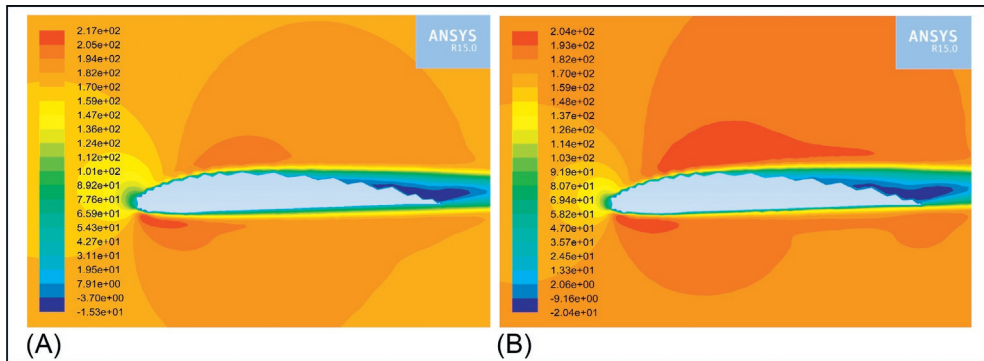 2.17e+02
2.05e+02
1.94e+02
1.82e+02
1.70e+02
1.59e+02
1.47e+02
1.36e+02
1.24e+02
1.12e+02
1.01e+02
8.92e+01
7.76e+01
6.59e+01
5.43e+01
4.27e+01
3.11e+01
1.95e+01
7.91e+00
-3.70e+00
-1.53e+01
ANSYS
R15.0
(A)
2.04e+02
1.93e+02
1.82e+02
1.70e+02
1.59e+02
1.48e+02
1.37e+02
1.26e+02
1.14e+02
1.03e+02
9.19e+01
8.07e+01
6.94e+01
5.82e+01
4.70e+01
3.57e+01
2.45e+01
1.33e+01
2.06e+00
-9.16e+00
-2.04e+01
ANSYS
R15.0
(B)